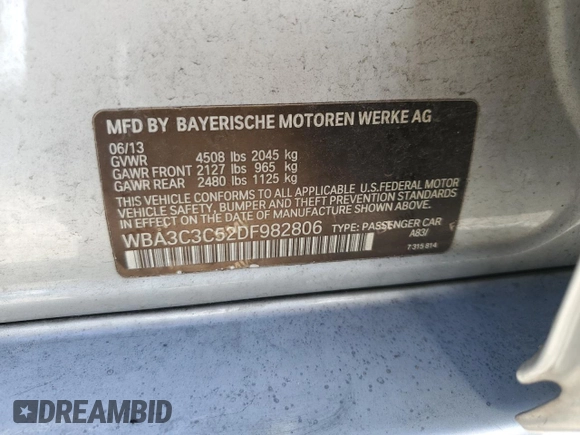 MFD BY BAYERISCHE MOTOREN WERKE AG
06/13
GVWR 4508 lbs 2045 kg
GAWR FRONT 2127 lbs 965 kg
GAWR REAR 2480 lbs 1125 kg
THIS VEHICLE CONFORMS TO ALL APPLICABLE U.S.FEDERAL MOTOR
VEHICLE SAFETY, BUMPER AND THEFT PREVENTION STANDARDS
IN EFFECT ON THE DATE OF MANUFACTURE SHOWN ABOVE.
WBA3C3C52DF982806 TYPE: PASSENGER CAR
A83/
7 315 814
DREAMBID